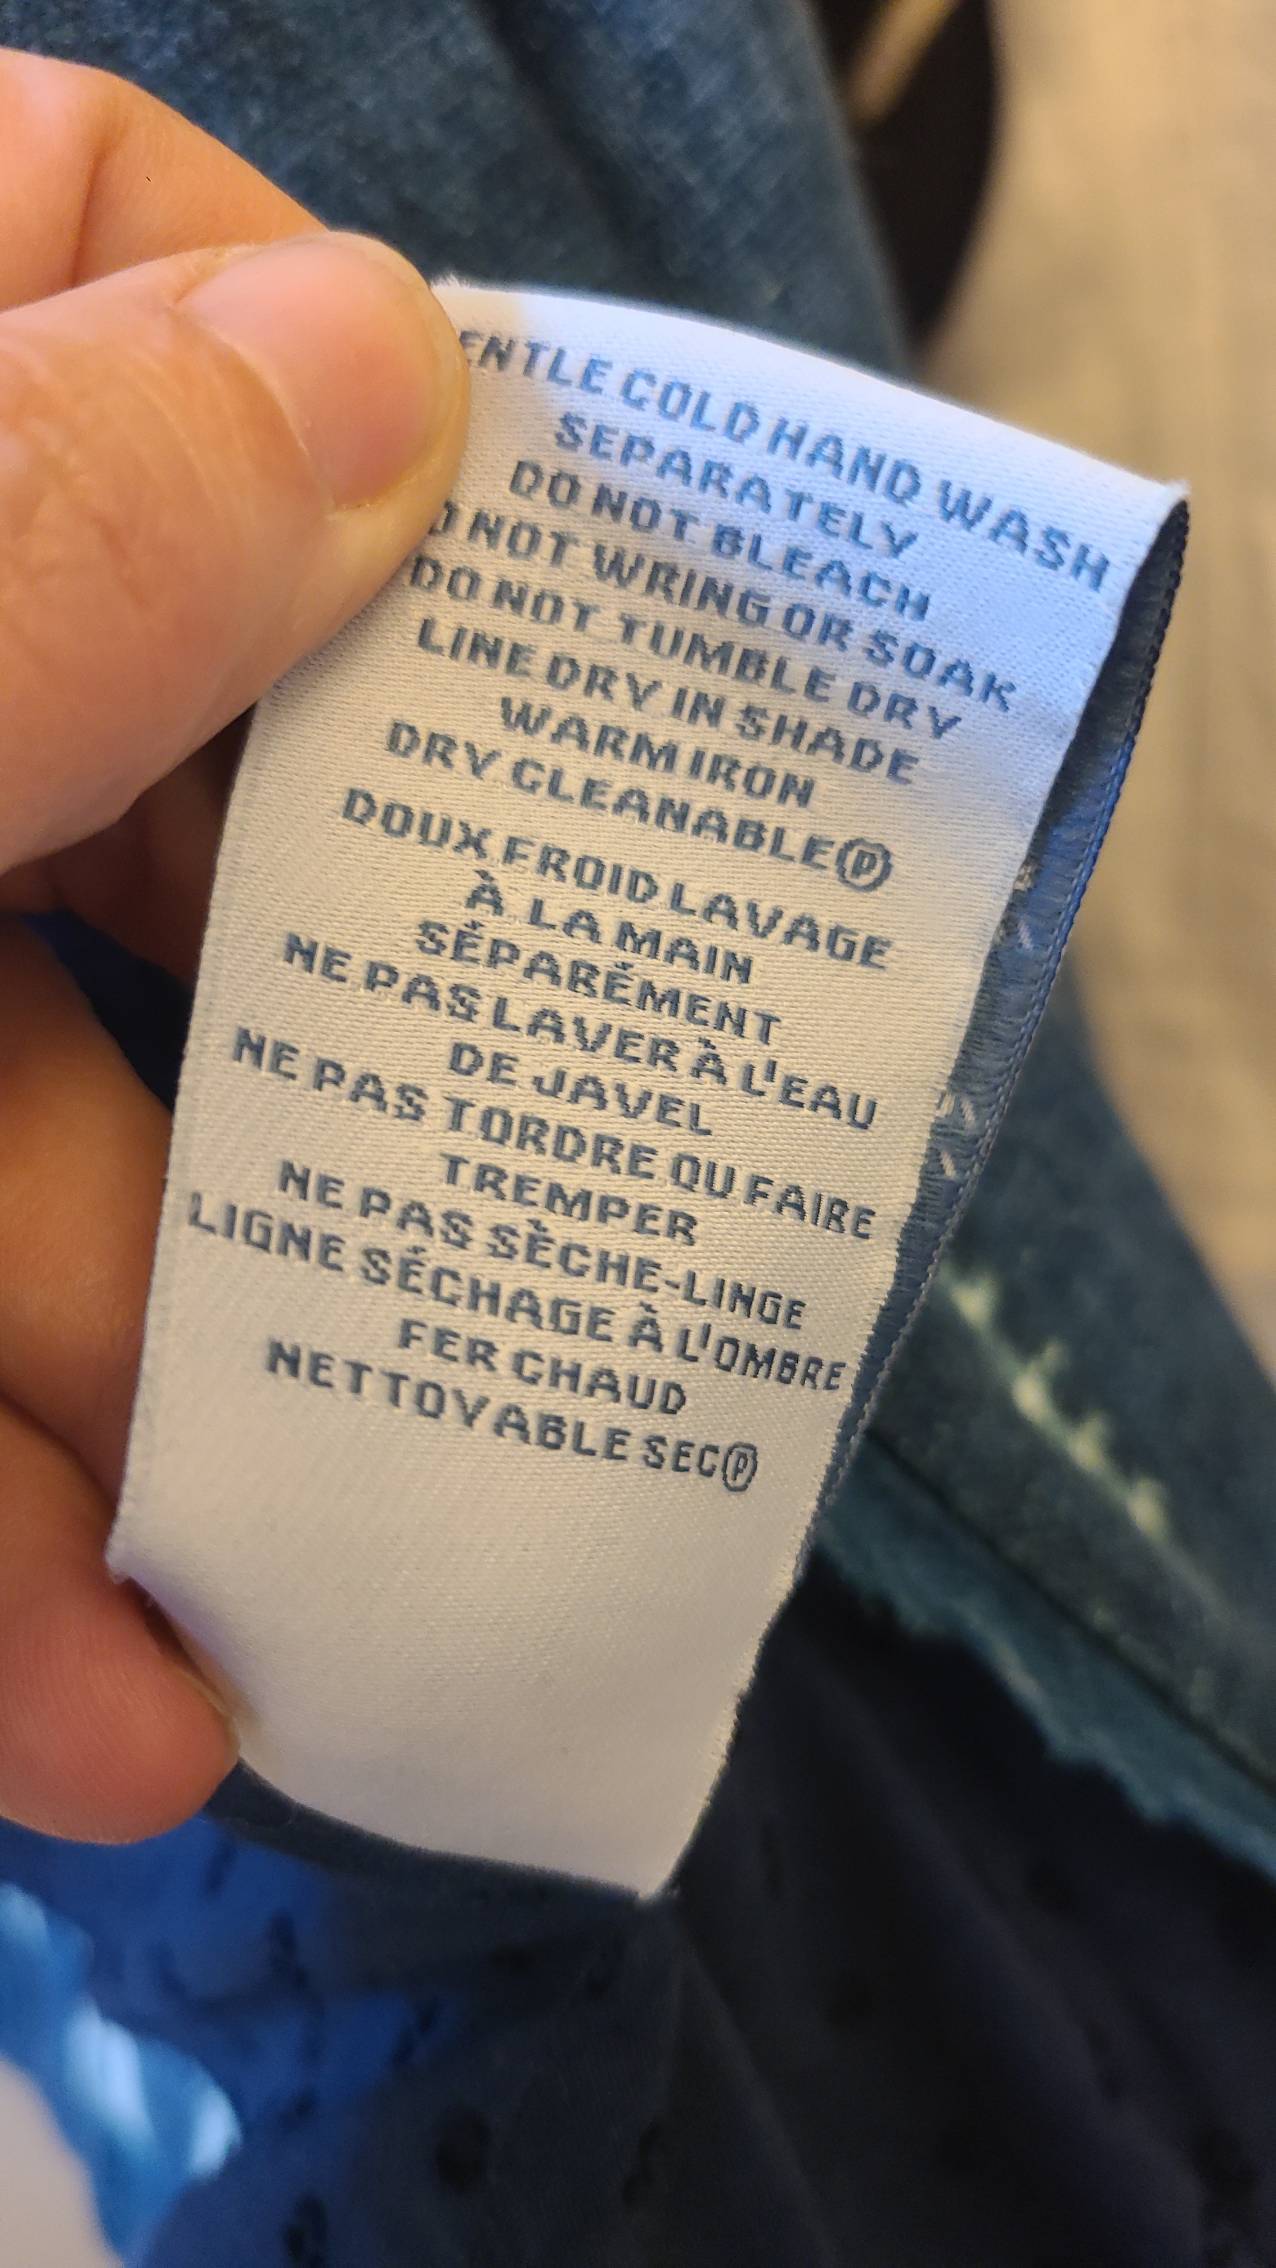 ENTLE COLD HAND WASH
SEPARATELY
DO NOT BLEACH
O NOT WRING OR SOAK
DO NOT TUMBLE DRY
LINE DRY IN SHADE
WARM IRON
DRY CLEANABLE Ⓟ
DOUX FROID LAVAGE
À LA MAIN
SÉPARÉMENT
NE PAS LAVER À L'EAU
DE JAVEL
NE PAS TORDRE OU FAIRE
TREMPER
NE PAS SÈCHE-LINGE
LIGNE SÉCHAGE À L'OMBRE
FER CHAUD
NETTOYABLE SEC Ⓟ